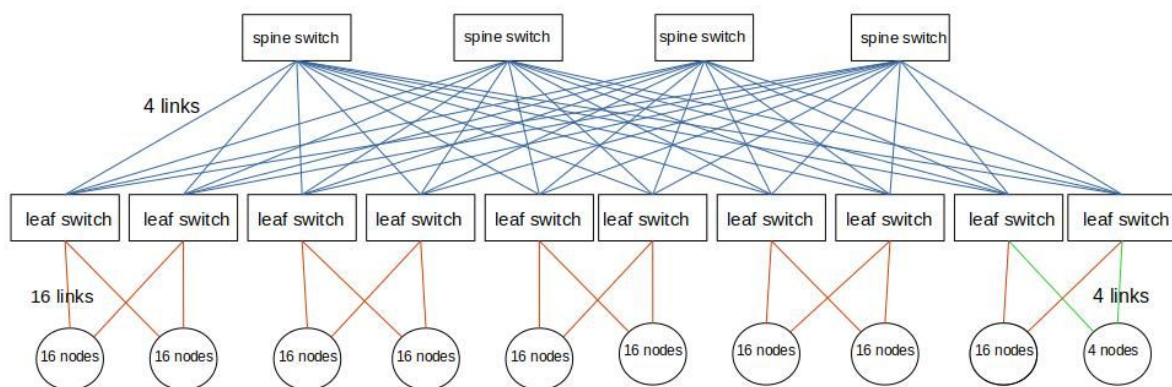 spine switch
spine switch
spine switch
spine switch
4 links
leaf switch
leaf switch
leaf switch
leaf switch
leaf switch
leaf switch
leaf switch
leaf switch
leaf switch
leaf switch
16 links
4 links
16 nodes
16 nodes
16 nodes
16 nodes
16 nodes
16 nodes
16 nodes
16 nodes
16 nodes
4 nodes